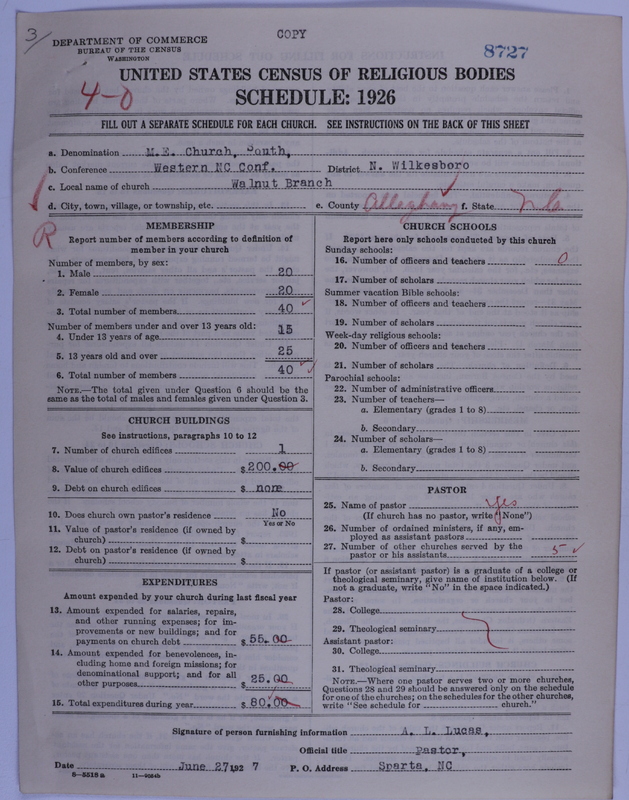 3/
COPY
8727
DEPARTMENT OF COMMERCE
BUREAU OF THE CENSUS
WASHINGTON
UNITED STATES CENSUS OF RELIGIOUS BODIES
4-0
SCHEDULE: 1926
FILL OUT A SEPARATE SCHEDULE FOR EACH CHURCH. SEE INSTRUCTIONS ON THE BACK OF THIS SHEET
a. Denomination M.E. Church, South,
b. Conference Western NC Conf. District N. Wilkesboro
c. Local name of church Walnut Branch
d. City, town, village, or township, etc. e. County Alleghany f. State N Ca
R
MEMBERSHIP
Report number of members according to definition of
member in your church
Number of members, by sex:
1. Male 20
2. Female 20
3. Total number of members 40
Number of members under and over 13 years old:
4. Under 13 years of age 15
5. 13 years old and over 25
6. Total number of members 40
NOTE.—The total given under Question 6 should be the
same as the total of males and females given under Question 3.
CHURCH BUILDINGS
See instructions, paragraphs 10 to 12
7. Number of church edifices 1
8. Value of church edifices $200.00
9. Debt on church edifices $ none
10. Does church own pastor's residence No
Yes or No
11. Value of pastor's residence (if owned by
church) $
12. Debt on pastor's residence (if owned by
church) $
EXPENDITURES
Amount expended by your church during last fiscal year
13. Amount expended for salaries, repairs,
and other running expenses; for im-
provements or new buildings; and for
payments on church debt $ 55.00
14. Amount expended for benevolences, in-
cluding home and foreign missions; for
denominational support; and for all
other purposes 25.00
15. Total expenditures during year $ 80.00
CHURCH SCHOOLS
Report here only schools conducted by this church
Sunday schools:
16. Number of officers and teachers 0
17. Number of scholars
Summer vacation Bible schools:
18. Number of officers and teachers
19. Number of scholars
Week-day religious schools:
20. Number of officers and teachers
21. Number of scholars
Parochial schools:
22. Number of administrative officers
23. Number of teachers—
a. Elementary (grades 1 to 8)
b. Secondary
24. Number of scholars—
a. Elementary (grades 1 to 8)
b. Secondary
PASTOR
25. Name of pastor yes
(If church has no pastor, write "None")
26. Number of ordained ministers, if any, em-
ployed as assistant pastors
27. Number of other churches served by the
pastor or his assistants 5
If pastor (or assistant pastor) is a graduate of a college or
theological seminary, give name of institution below. (If
not a graduate, write "No" in the space indicated.)
Pastor:
28. College
29. Theological seminary
Assistant pastor:
30. College
31. Theological seminary
NOTE.—Where one pastor serves two or more churches,
Questions 28 and 29 should be answered only on the schedule
for one of the churches; on the schedules for the other churches,
write "See schedule for church."
Signature of person furnishing information A. L. Lucas,
Official title Pastor,
Date June 27, 1927 P. O. Address Sparta, NC
8-5518a 11-9064b